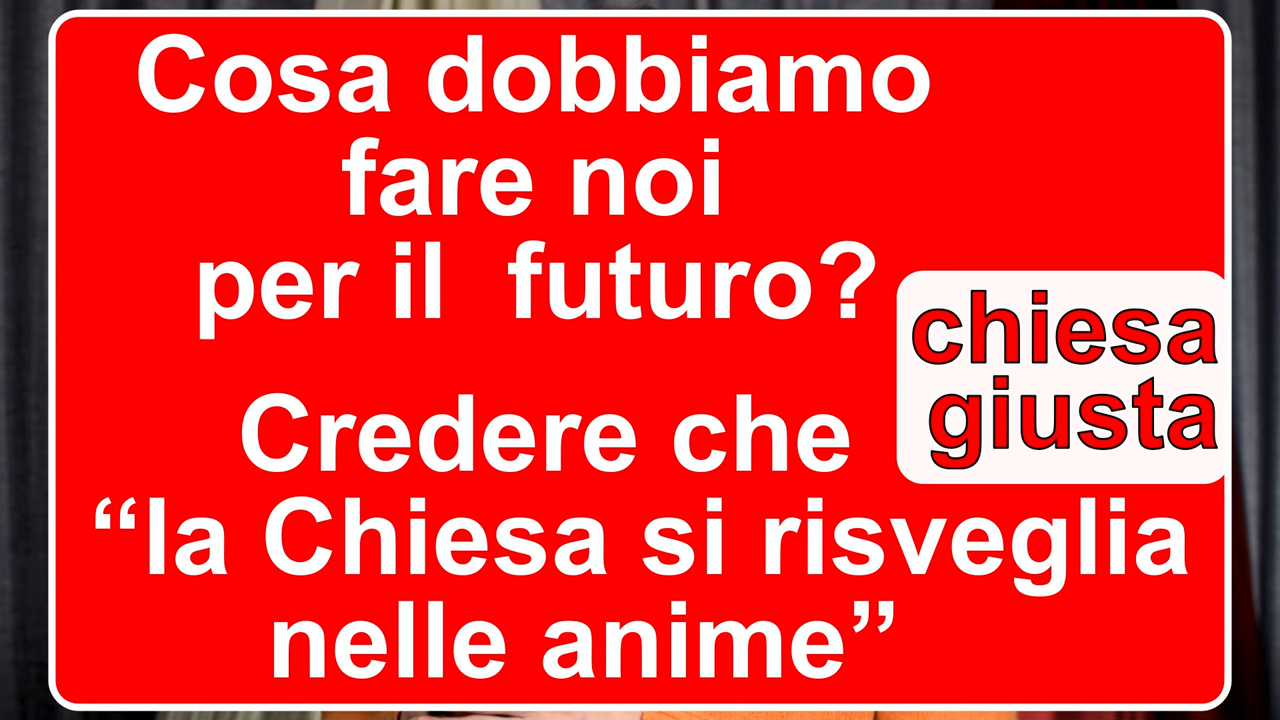 Cosa dobbiamo
fare noi
per il futuro?
chiesa
giusta
Credere che
“la Chiesa si risveglia
nelle anime”